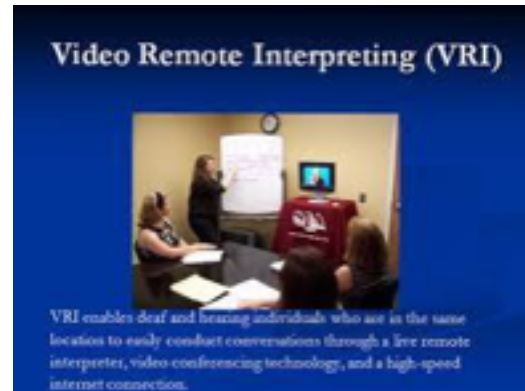 Video Remote Interpreting (VRI)
VRI enables deaf and hearing individuals who are in the same
location to easily conduct conversations through a live remote
interpreter, video conferencing technology, and a high-speed
internet connection.